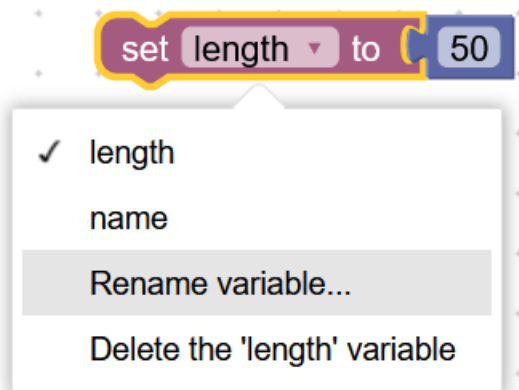 set length to 50
length
name
Rename variable...
Delete the 'length' variable